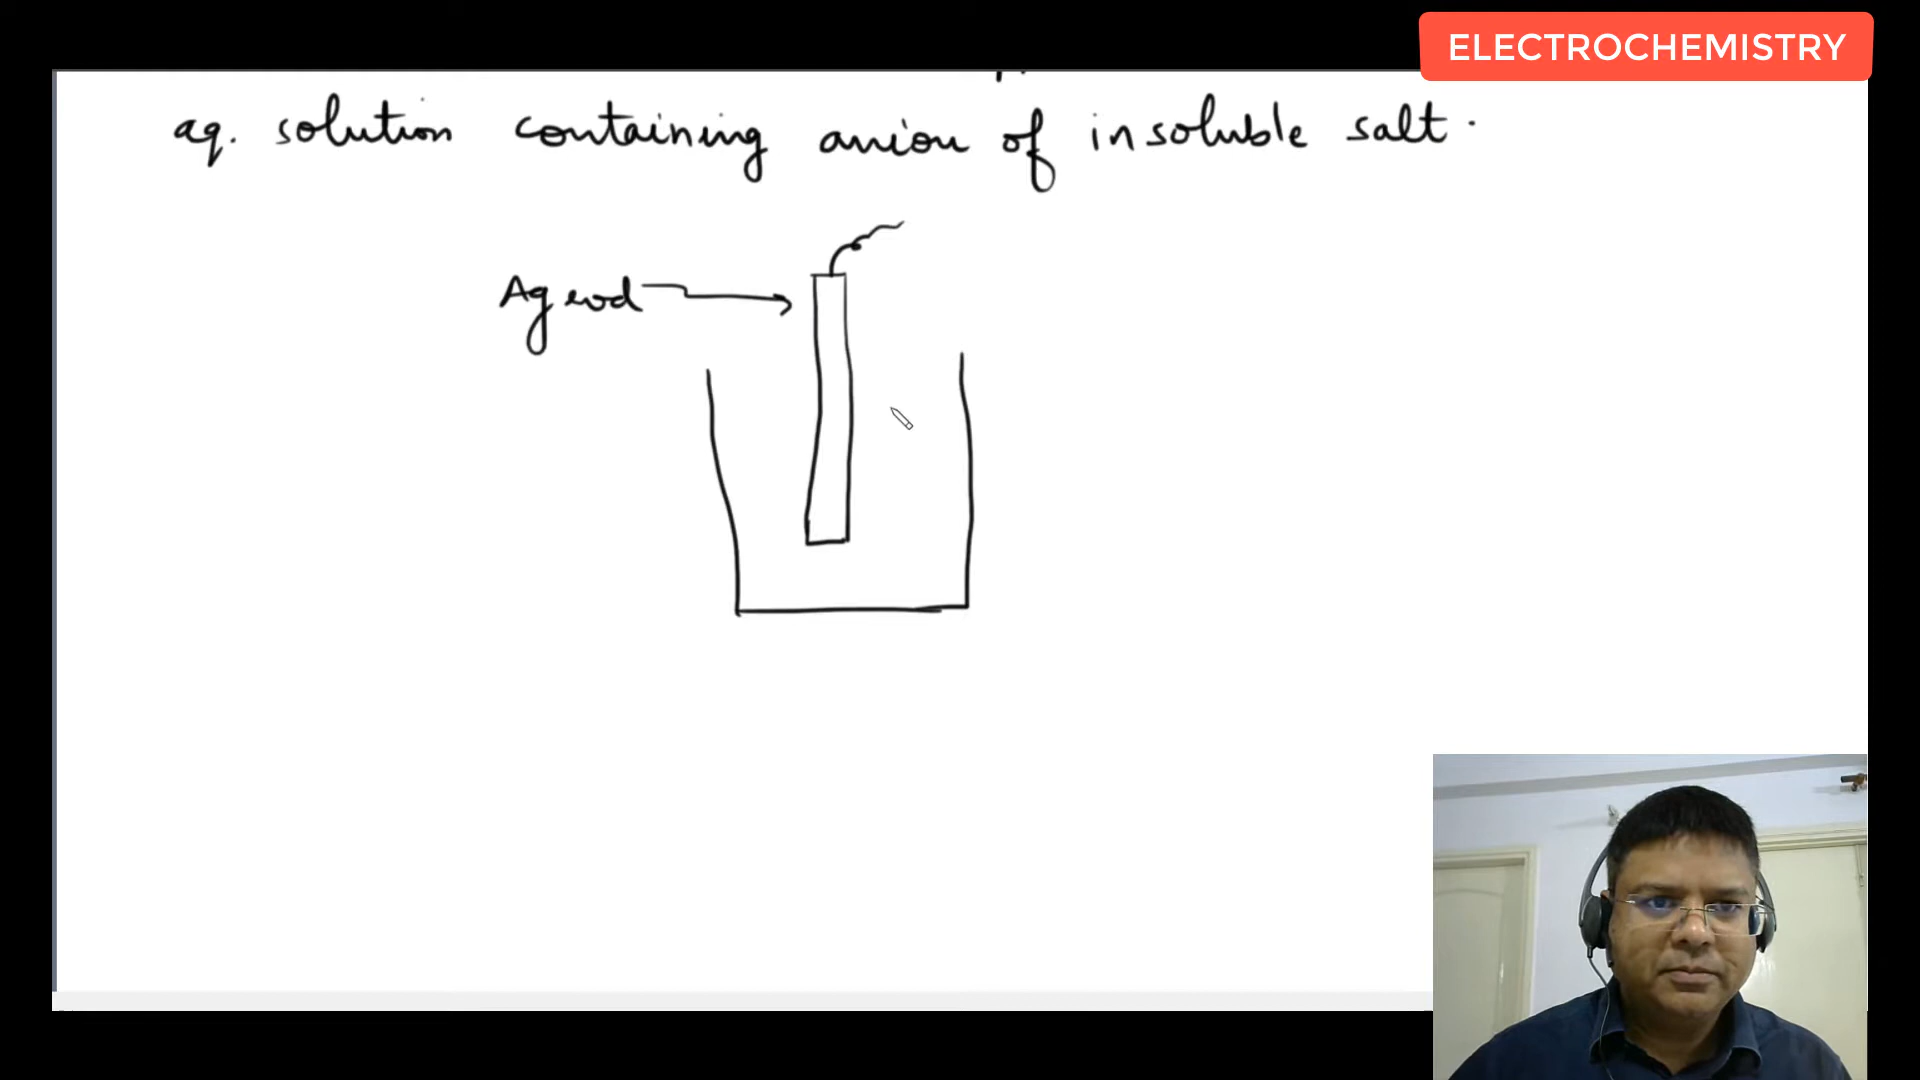 ELECTROCHEMISTRY
aq. solution containing anion of insoluble salt.
Ag rod